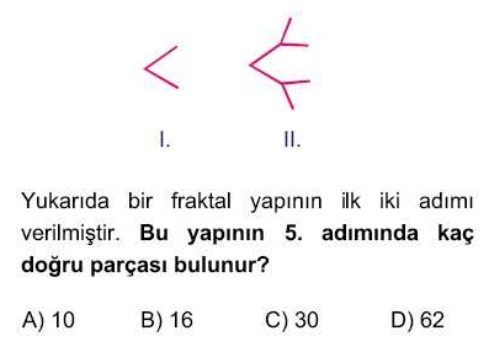 I. II.
Yukarıda bir fraktal yapının ilk iki adımı
verilmiştir. Bu yapının 5. adımında kaç
doğru parçası bulunur?
A) 10 B) 16 C) 30 D) 62